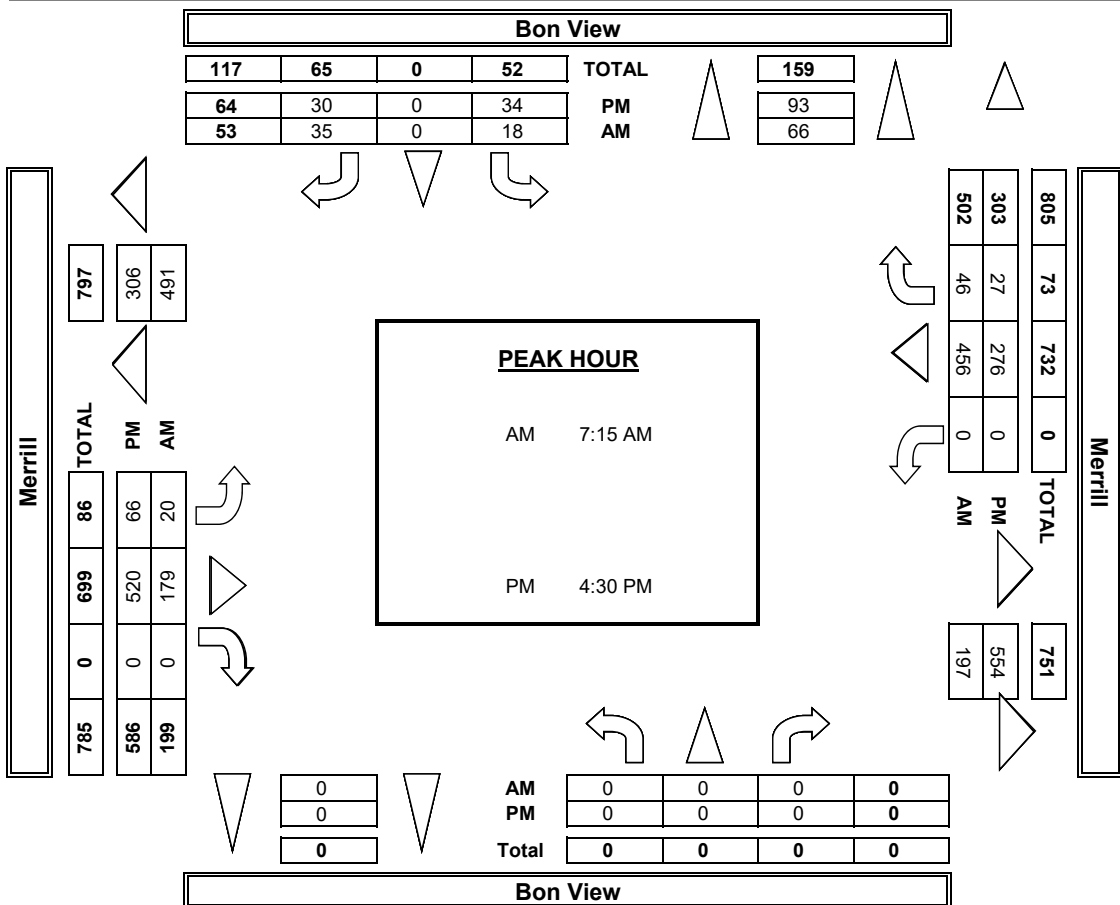 Bon View
117 65 0 52 TOTAL 159
64 30 0 34 PM 93
53 35 0 18 AM 66
Merrill
797
306
491
TOTAL
PM
AM
86 699 0 785
66 520 0 586
20 179 0 199
PEAK HOUR
AM 7:15 AM
PM 4:30 PM
805 73 732 0 TOTAL 751
303 27 276 0 PM 554
502 46 456 0 AM 197
Merrill
0 AM 0 0 0 0
0 PM 0 0 0 0
0 Total 0 0 0 0
Bon View